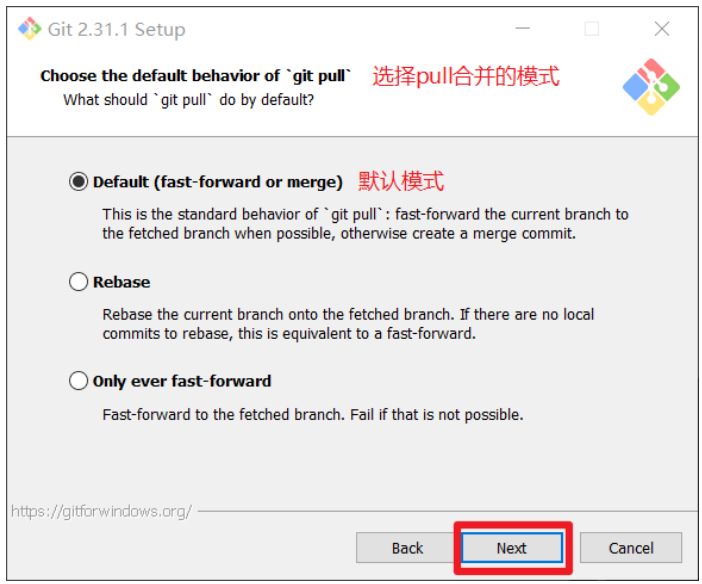 Git 2.31.1 Setup
Choose the default behavior of `git pull` 选择pull合并的模式
What should `git pull` do by default?
Default (fast-forward or merge) 默认模式
This is the standard behavior of `git pull`: fast-forward the current branch to
the fetched branch when possible, otherwise create a merge commit.
Rebase
Rebase the current branch onto the fetched branch. If there are no local
commits to rebase, this is equivalent to a fast-forward.
Only ever fast-forward
Fast-forward to the fetched branch. Fail if that is not possible.
https://gitforwindows.org/
Back Next Cancel